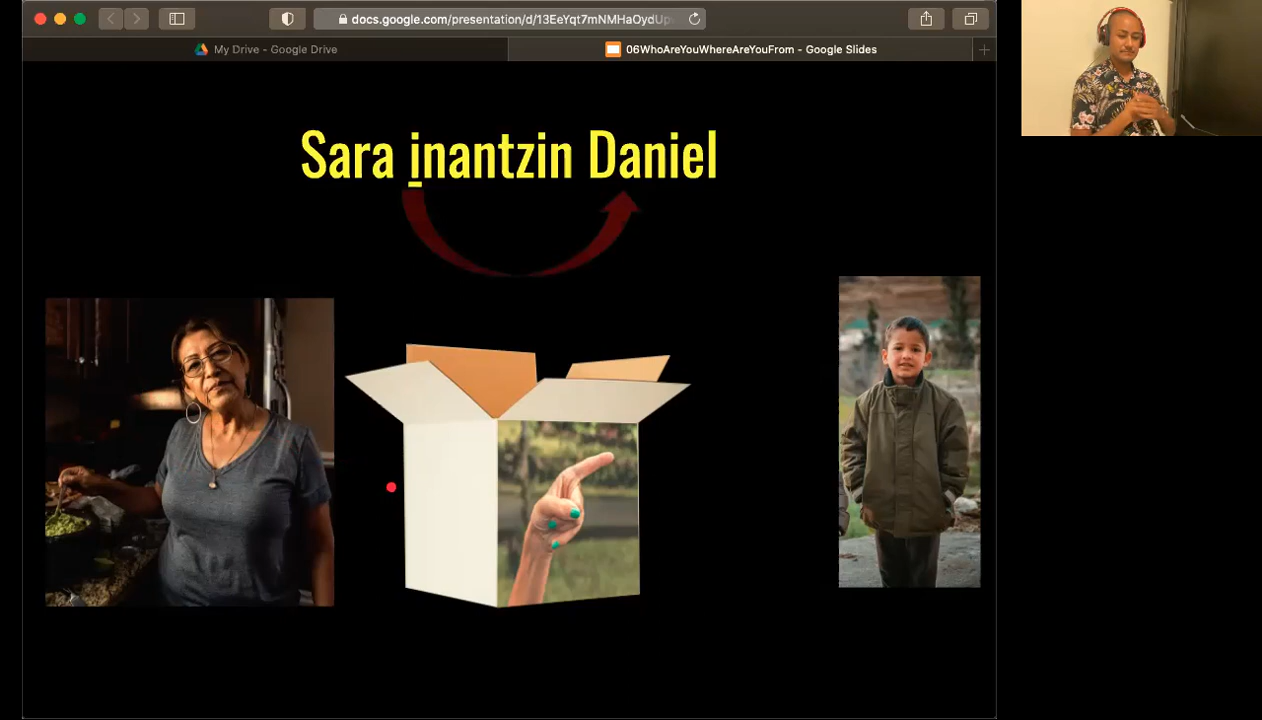 docs.google.com/presentation/d/13EeYqt7mNMHaOydUp
My Drive - Google Drive
06WhoAreYouWhereAreYouFrom - Google Slides
Sara inantzin Daniel